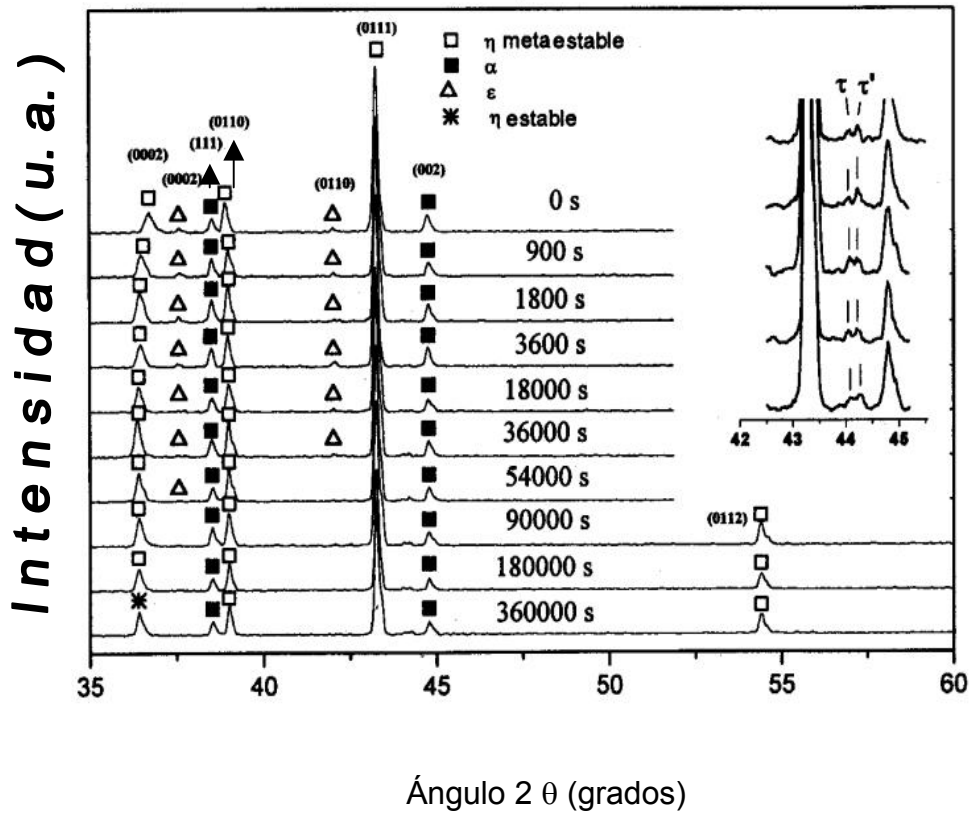 Intensidad (u.a.)
(0111)
□ η metaestable
■ α
△ ε
✱ η estable
(0110)
(111)
(0002)
(0002)
(0110)
(002)
τ τ'
0 s
900 s
1800 s
3600 s
18000 s
36000 s
54000 s
90000 s
180000 s
360000 s
(0112)
42 43 44 45
35 40 45 50 55 60
Ángulo 2 θ (grados)